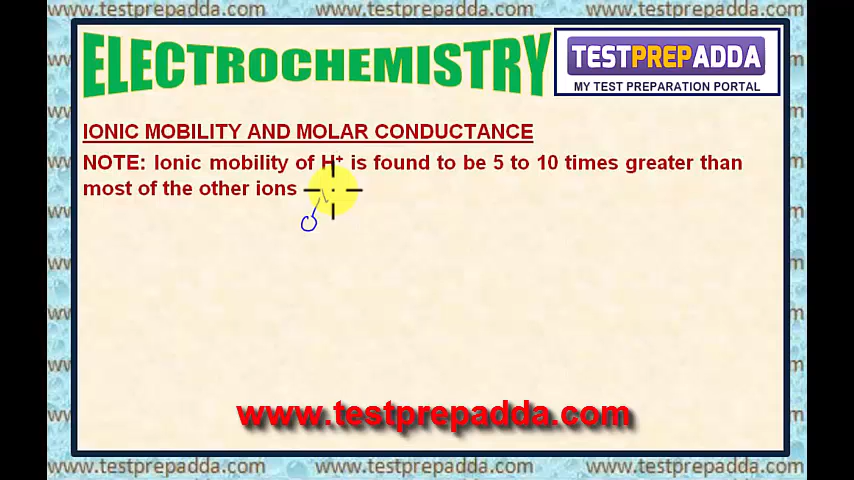 www.testprepadda.com www.testprepadda.com www.testprepadda.com
ELECTROCHEMISTRY
TESTPREPADDA
MY TEST PREPARATION PORTAL
IONIC MOBILITY AND MOLAR CONDUCTANCE
NOTE: Ionic mobility of H⁺ is found to be 5 to 10 times greater than
most of the other ions
O
www.testprepadda.com
www.testprepadda.com www.testprepadda.com www.testprepadda.com